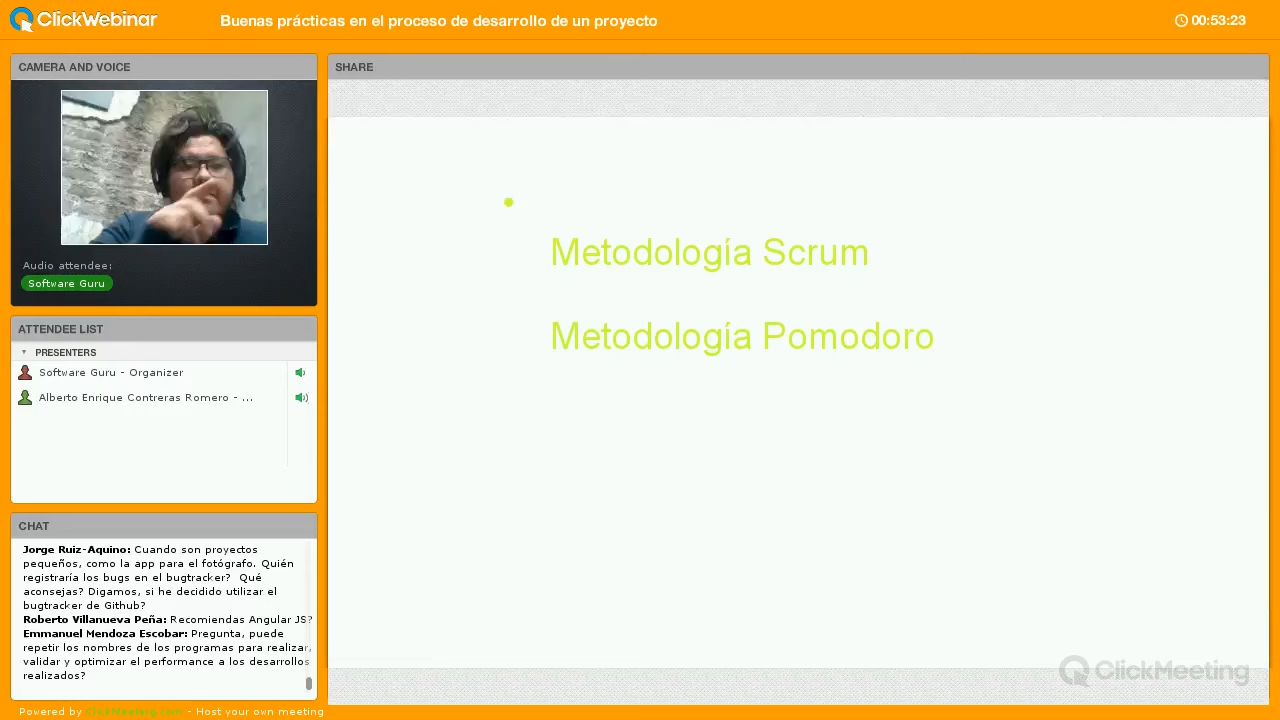 ClickWebinar
Buenas prácticas en el proceso de desarrollo de un proyecto
00:53:23
CAMERA AND VOICE
Audio attendee:
Software Guru
ATTENDEE LIST
PRESENTERS
Software Guru - Organizer
Alberto Enrique Contreras Romero - ...
CHAT
Jorge Ruiz-Aquino: Cuando son proyectos
pequeños, como la app para el fotógrafo. Quién
registraría los bugs en el bugtracker? Qué
aconsejas? Digamos, si he decidido utilizar el
bugtracker de Github?
Roberto Villanueva Peña: Recomiendas Angular JS?
Emmanuel Mendoza Escobar: Pregunta, puede
repetir los nombres de los programas para realizar,
validar y optimizar el performance a los desarrollos
realizados?
Powered by ClickMeeting.com - Host your own meeting
SHARE
Metodología Scrum
Metodología Pomodoro
ClickMeeting